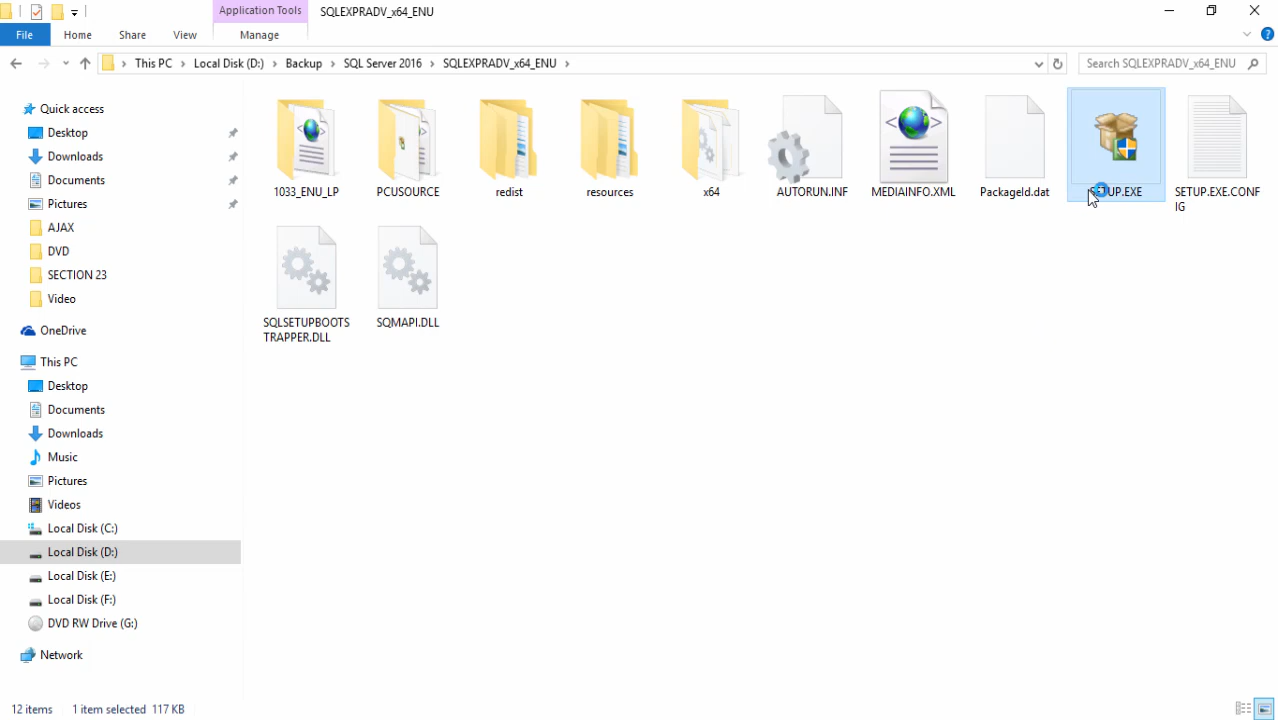 Application Tools
SQLEXPRADV_x64_ENU
File
Home
Share
View
Manage
This PC
Local Disk (D:)
Backup
SQL Server 2016
SQLEXPRADV_x64_ENU
Search SQLEXPRADV_x64_ENU
Quick access
Desktop
Downloads
Documents
Pictures
AJAX
DVD
SECTION 23
Video
OneDrive
This PC
Desktop
Documents
Downloads
Music
Pictures
Videos
Local Disk (C:)
Local Disk (D:)
Local Disk (E:)
Local Disk (F:)
DVD RW Drive (G:)
Network
1033_ENU_LP
PCUSOURCE
redist
resources
x64
AUTORUN.INF
MEDIAINFO.XML
PackageId.dat
SETUP.EXE
SETUP.EXE.CONF
IG
SQLSETUPBOOTS
TRAPPER.DLL
SQMAPI.DLL
12 items
1 item selected 117 KB